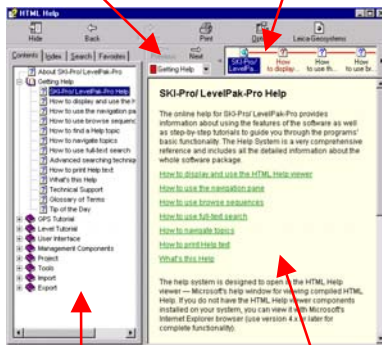 HTML Help
Hide Back Print Options Leica Geosystems
Contents Index Search Favorites
Previous Next
Getting Help
SKI-Pro/ LevelPa.. How to display.. How to use th.. How to use br..
About SKI-Pro/ LevelPak-Pro
Getting Help
SKI-Pro/ LevelPak-Pro Help
How to display and use the H
How to use the navigation pa
How to use browse sequenc
How to find a Help topic
How to navigate topics
How to use full-text search
Advanced searching techniq
How to print Help text
What's this Help
Technical Support
Glossary of Terms
Tip of the Day
GPS Tutorial
Level Tutorial
User Interface
Management Components
Project
Tools
Import
Export
SKI-Pro/ LevelPak-Pro Help
The online help for SKI-Pro/ LevelPak-Pro provides
information about using the features of the software as well
as step-by-step tutorials to guide you through the programs'
basic functionality. The Help System is a very comprehensive
reference and includes all the detailed information about the
whole software package.
How to display and use the HTML Help viewer
How to use the navigation pane
How to use browse sequences
How to use full-text search
How to navigate topics
How to print Help text
What's this Help
The help system is designed to open in the HTML Help
viewer — Microsoft's help window for viewing compiled HTML
Help. If you do not have the HTML Help viewer components
installed on your system, you can view it with Microsoft's
Internet Explorer browser (use version 4.x or later for
complete functionality).